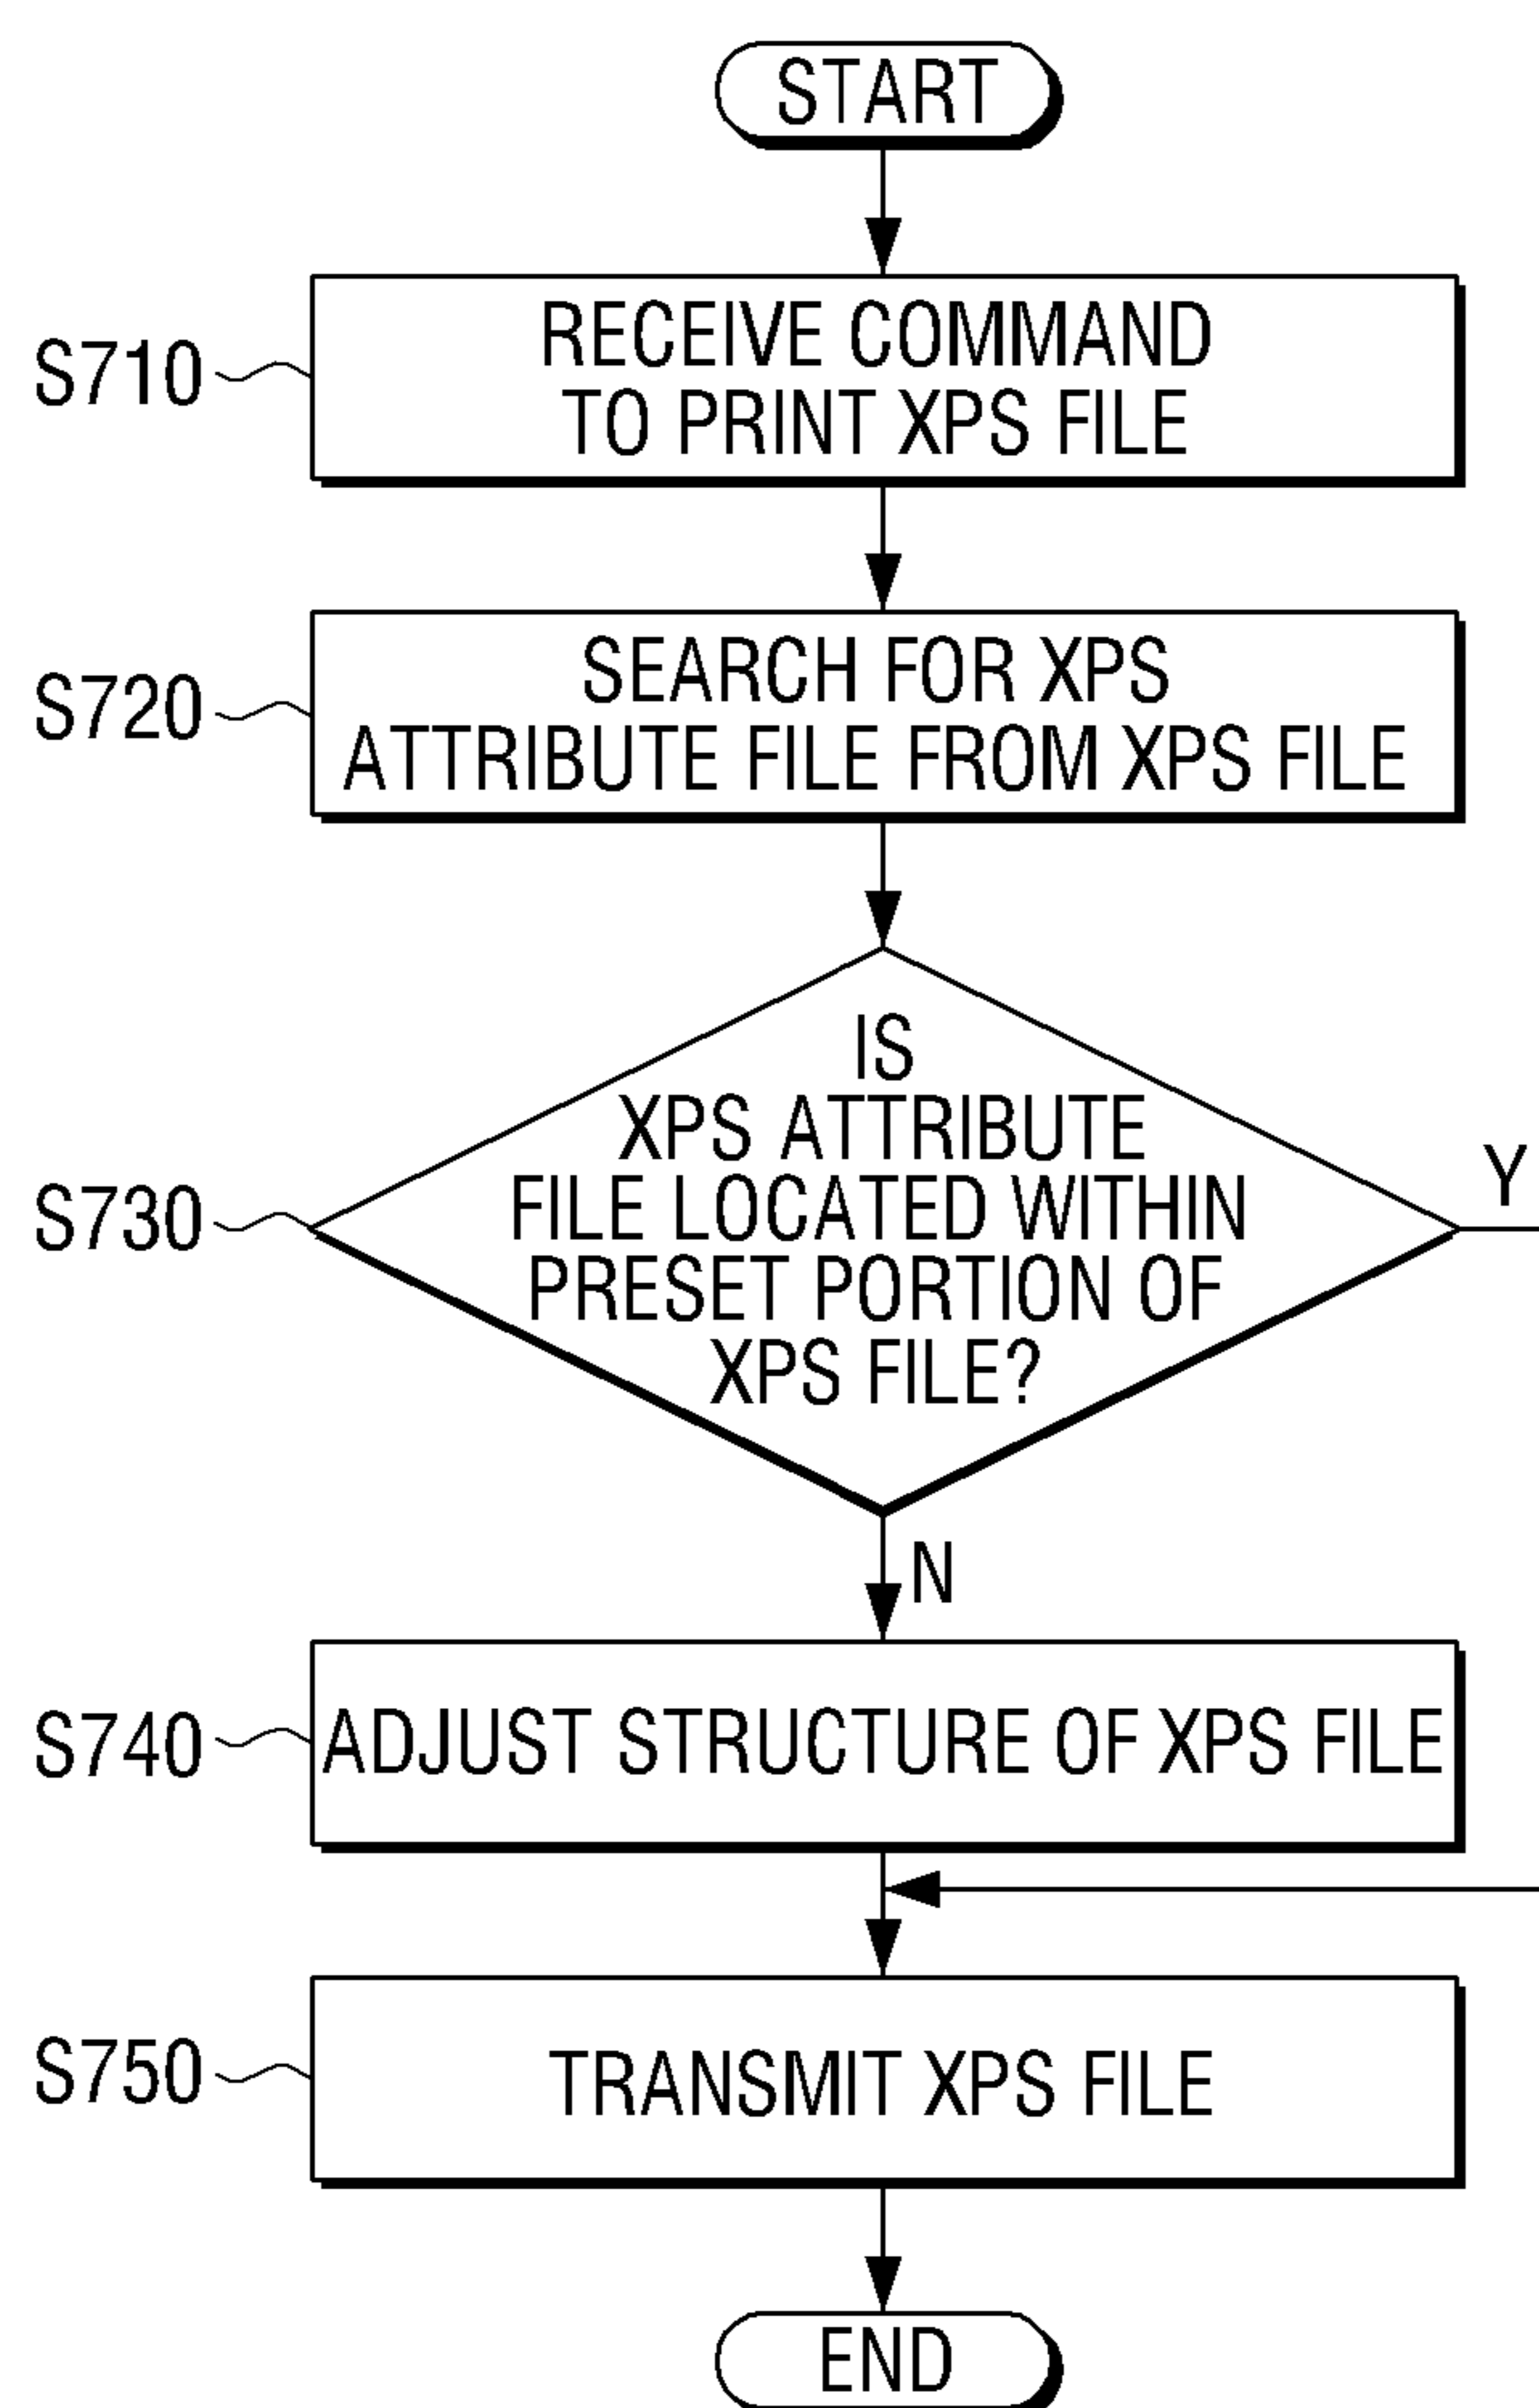 START
S710
RECEIVE COMMAND
TO PRINT XPS FILE
S720
SEARCH FOR XPS
ATTRIBUTE FILE FROM XPS FILE
S730
IS
XPS ATTRIBUTE
FILE LOCATED WITHIN
PRESET PORTION OF
XPS FILE?
Y
N
S740
ADJUST STRUCTURE OF XPS FILE
S750
TRANSMIT XPS FILE
END